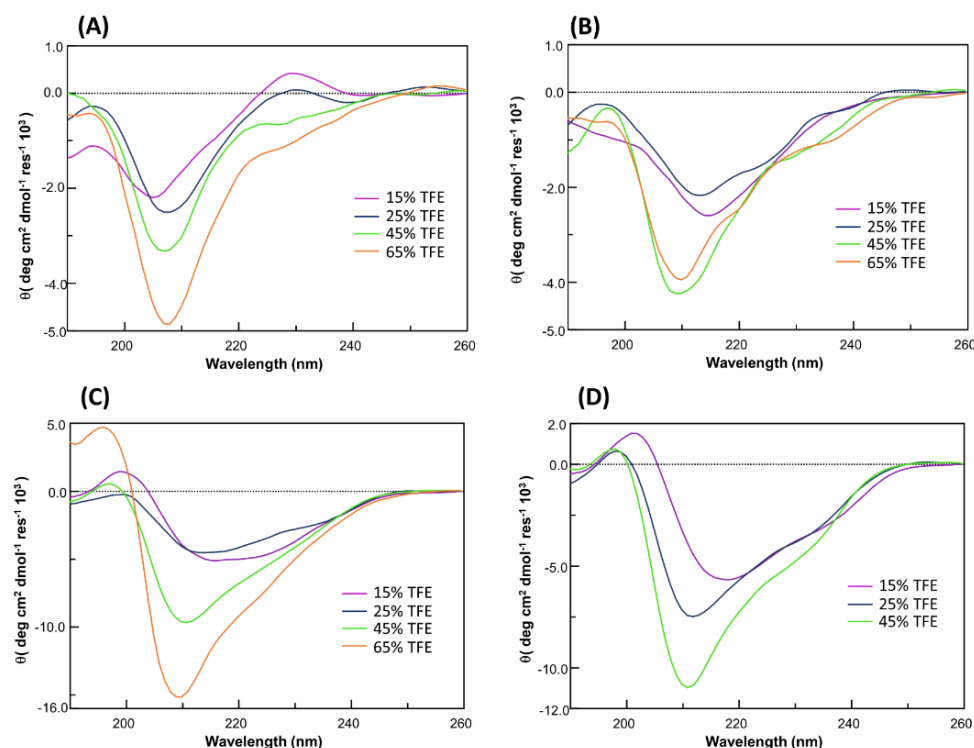 (A)
1.0
0.0
-2.0
-4.0
-5.0
θ( deg cm² dmol⁻¹ res⁻¹ 10³)
15% TFE
25% TFE
45% TFE
65% TFE
200
220
240
260
Wavelength (nm)
(B)
1.0
0.0
-2.0
-4.0
-5.0
θ( deg cm² dmol⁻¹ res⁻¹ 10³)
15% TFE
25% TFE
45% TFE
65% TFE
200
220
240
260
Wavelength (nm)
(C)
5.0
0.0
-10.0
-16.0
θ( deg cm² dmol⁻¹ res⁻¹ 10³)
15% TFE
25% TFE
45% TFE
65% TFE
200
220
240
260
Wavelength (nm)
(D)
2.0
0.0
-5.0
-10.0
-12.0
θ( deg cm² dmol⁻¹ res⁻¹ 10³)
15% TFE
25% TFE
45% TFE
200
220
240
260
Wavelength (nm)